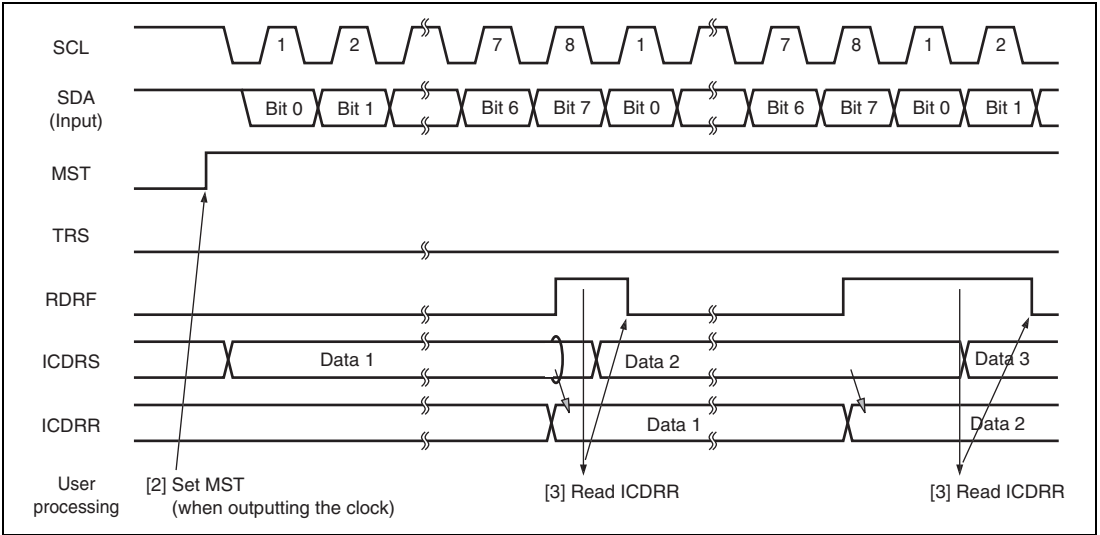 SCL 1 2 7 8 1 7 8 1 2
SDA
(Input)
Bit 0 Bit 1 Bit 6 Bit 7 Bit 0 Bit 6 Bit 7 Bit 0 Bit 1
MST
TRS
RDRF
ICDRS Data 1 Data 2 Data 3
ICDRR Data 1 Data 2
User
processing
[2] Set MST
(when outputting the clock)
[3] Read ICDRR
[3] Read ICDRR